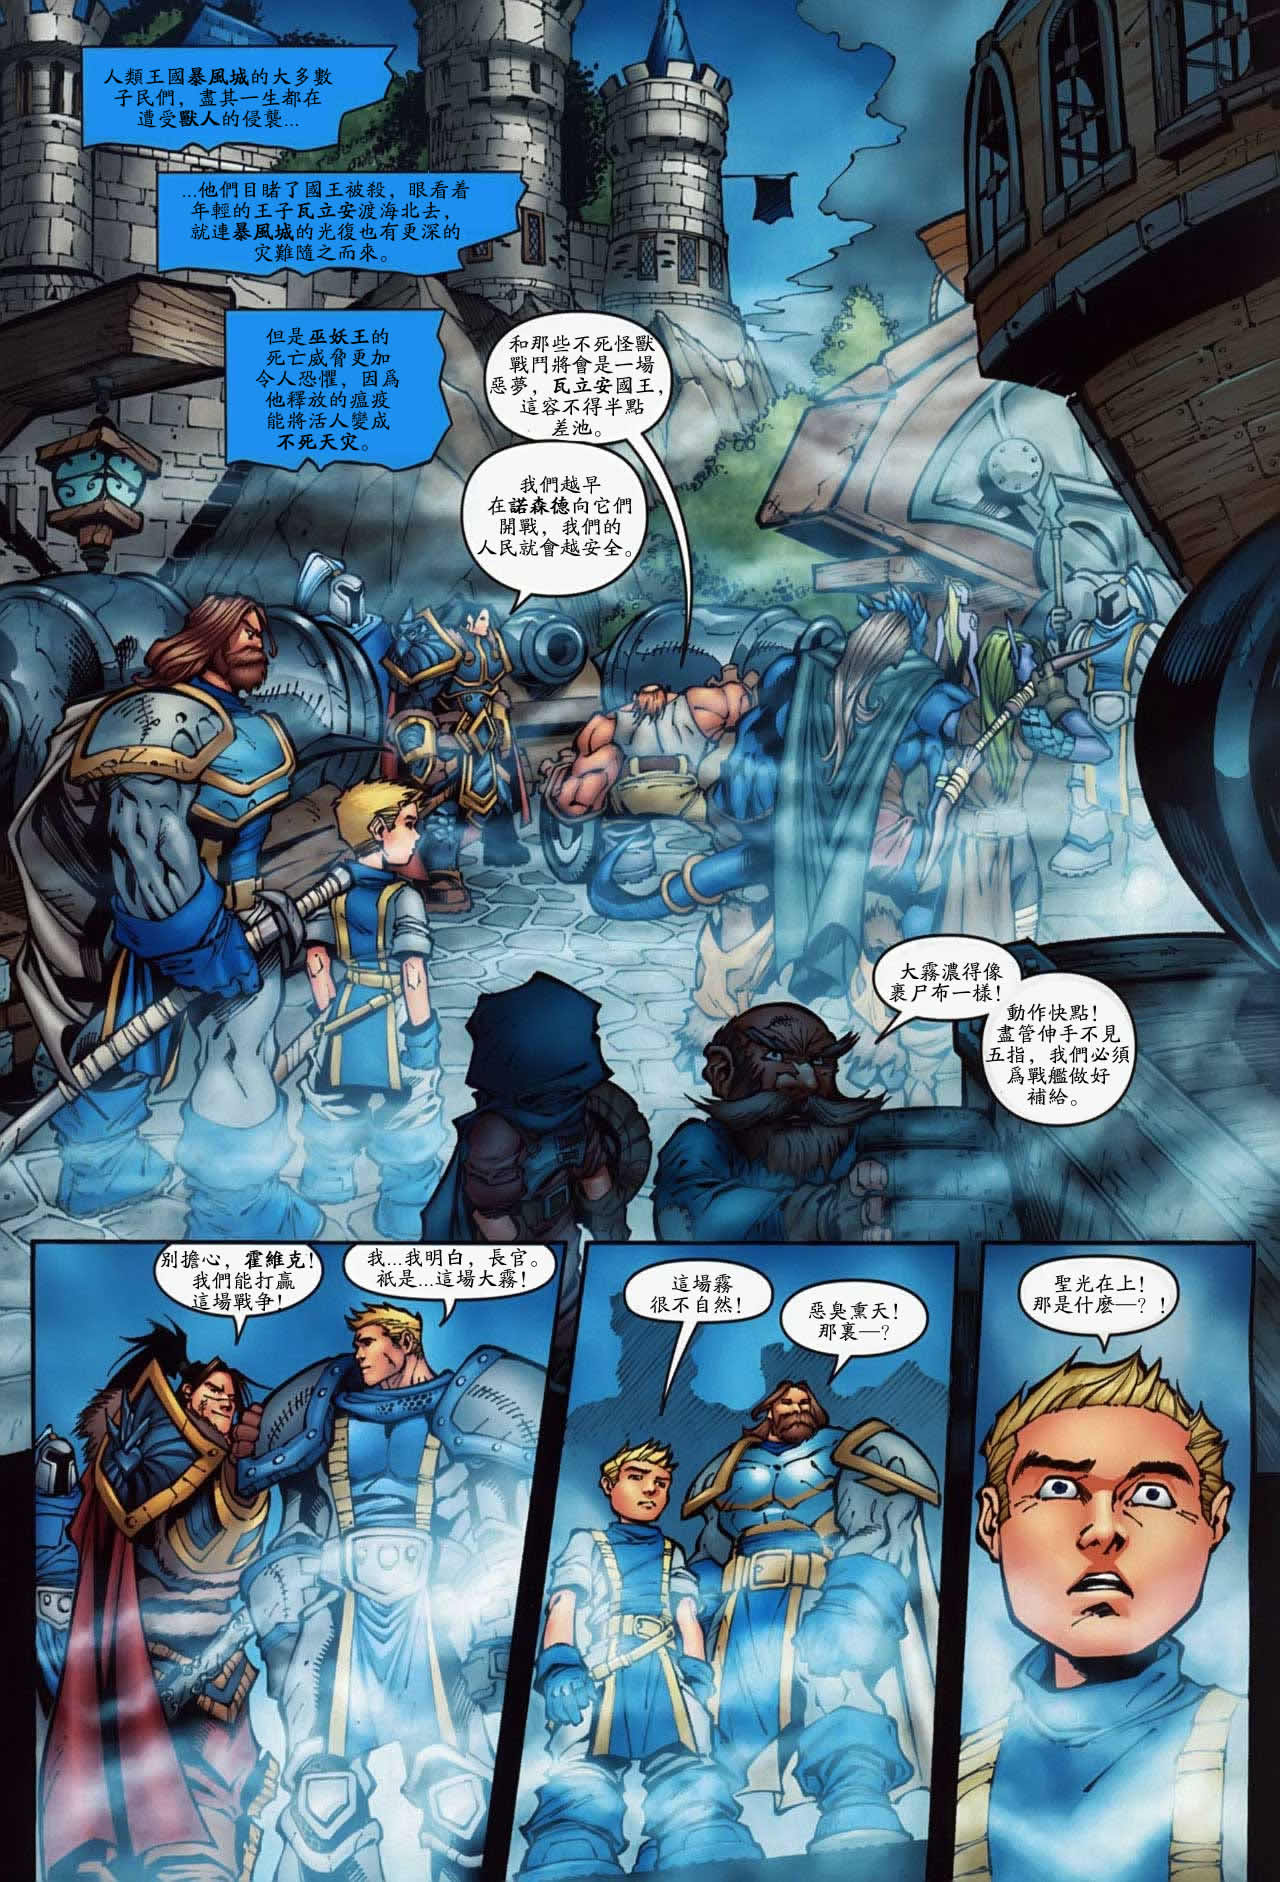 人類王國暴風城的大多數
子民們，盡其一生都在
遭受獸人的侵襲...
...他們目睹了國王被殺，眼看着
年輕的王子瓦立安渡海北去，
就連暴風城的光復也有更深的
灾難隨之而來。
但是巫妖王的
死亡威脅更加
令人恐懼，因爲
他釋放的瘟疫
能將活人變成
不死天灾。
和那些不死怪獸
戰鬥將會是一場
惡夢，瓦立安國王，
這容不得半點
差池。
我們越早
在諾森德向它們
開戰，我們的
人民就會越安全。
大霧濃得像
裹尸布一樣！
動作快點！
盡管伸手不見
五指，我們必須
爲戰艦做好
補給。
别擔心，霍維克！
我們能打贏
這場戰争！
我...我明白，長官。
衹是...這場大霧！
這場霧
很不自然！
惡臭熏天！
那裏—？
聖光在上！
那是什麽—？！